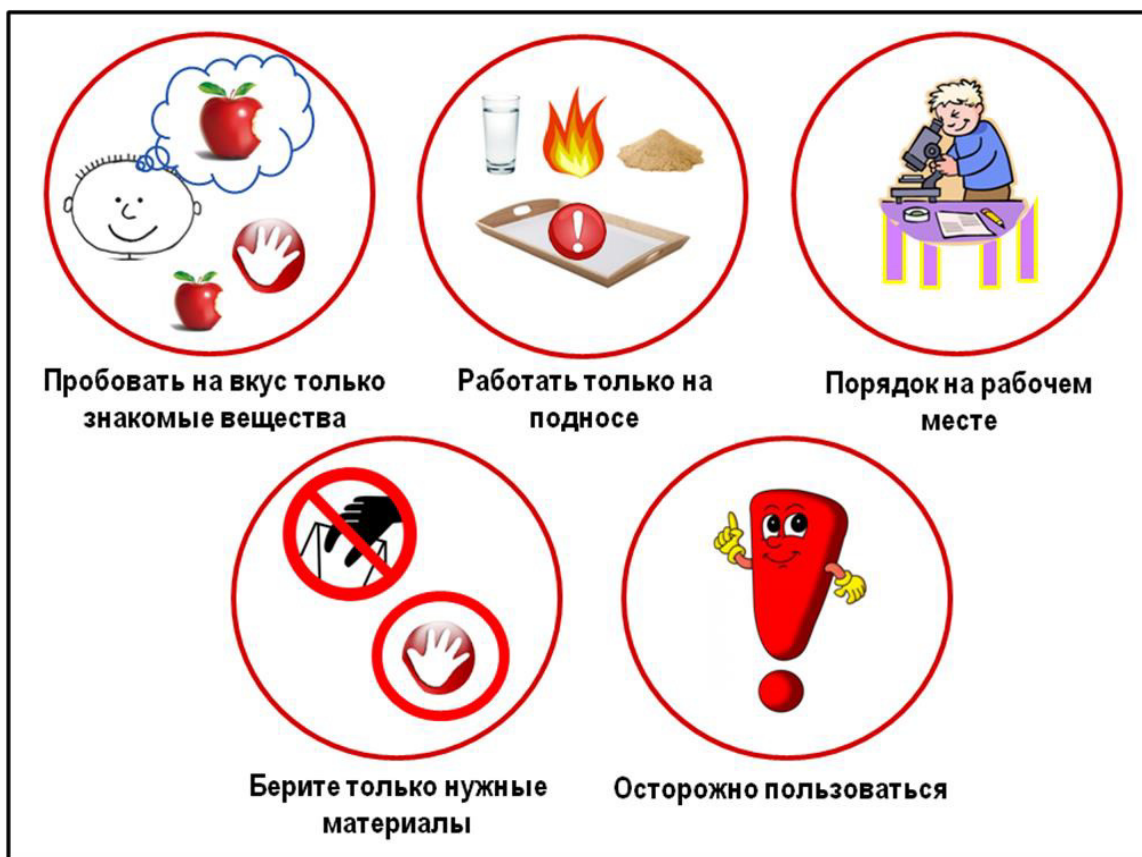 Пробовать на вкус только
знакомые вещества
Работать только на
подносе
Порядок на рабочем
месте
Берите только нужные
материалы
Осторожно пользоваться